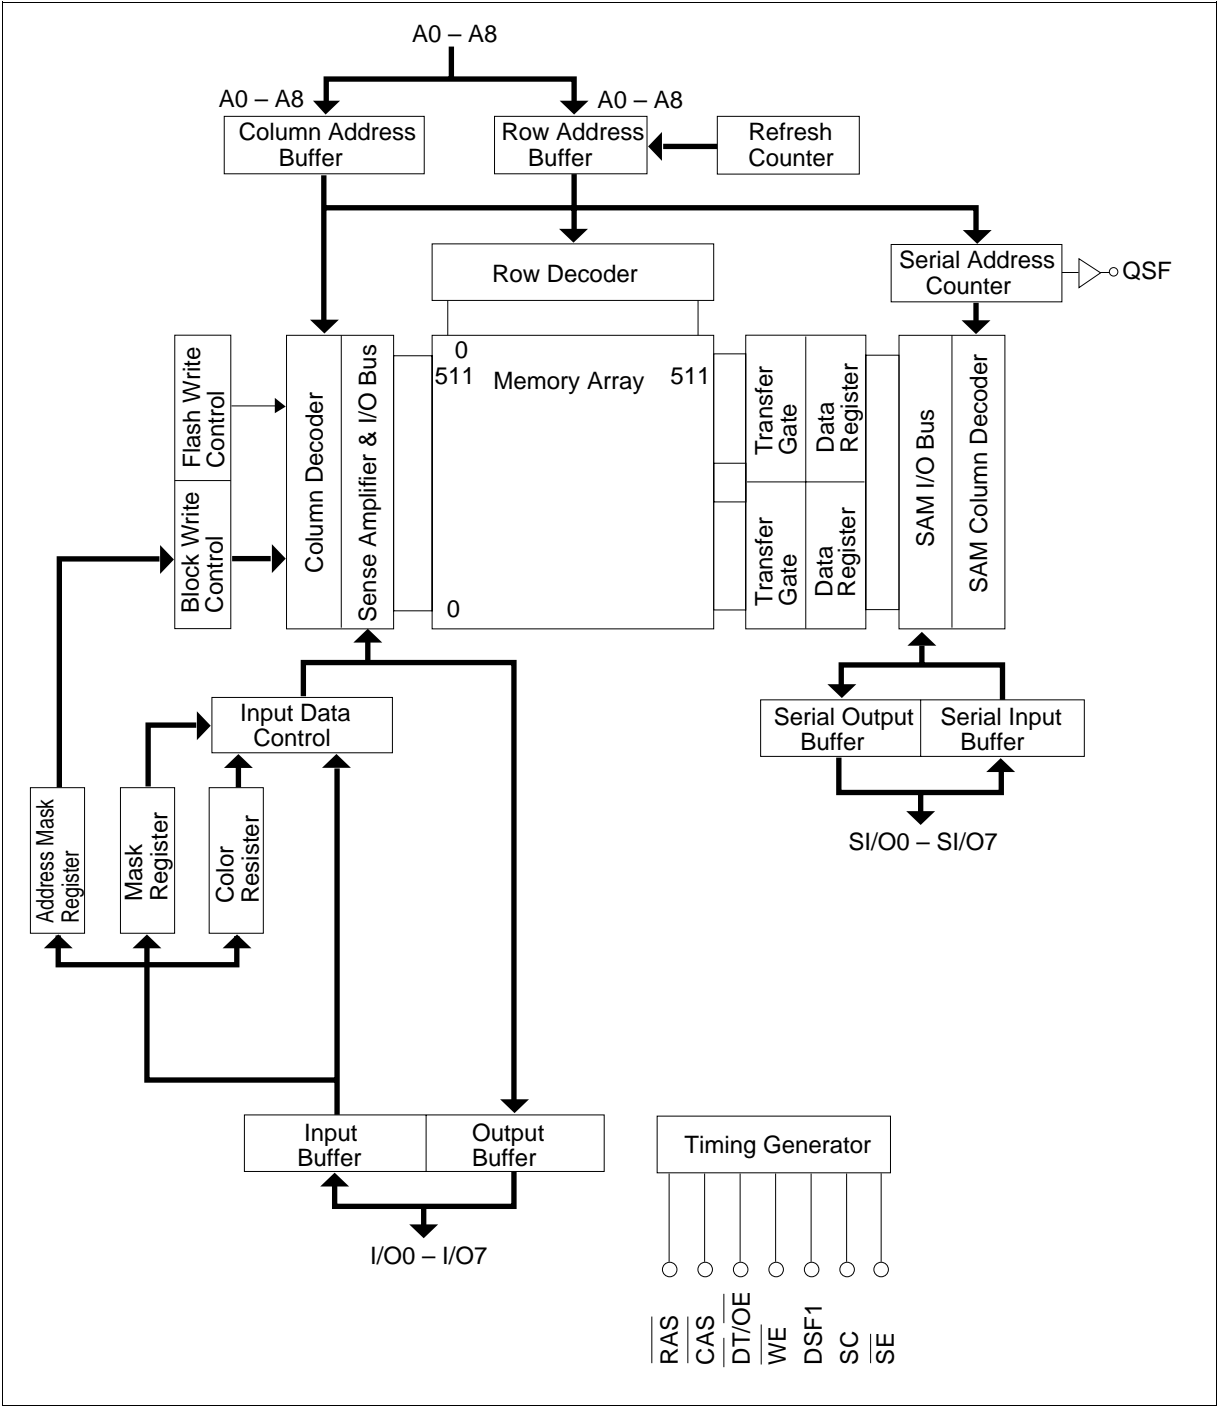 A0 – A8
A0 – A8
A0 – A8
Column Address
Buffer
Row Address
Buffer
Refresh
Counter
Row Decoder
Serial Address
Counter
QSF
Flash Write
Control
Block Write
Control
Column Decoder
Sense Amplifier & I/O Bus
0
511
Memory Array
511
0
Transfer
Gate
Data
Register
Transfer
Gate
Data
Register
SAM I/O Bus
SAM Column Decoder
Input Data
Control
Serial Output
Buffer
Serial Input
Buffer
SI/O0 – SI/O7
Address Mask
Register
Mask
Register
Color
Resister
Input
Buffer
Output
Buffer
I/O0 – I/O7
Timing Generator
RAS
CAS
DT/OE
WE
DSF1
SC
SE